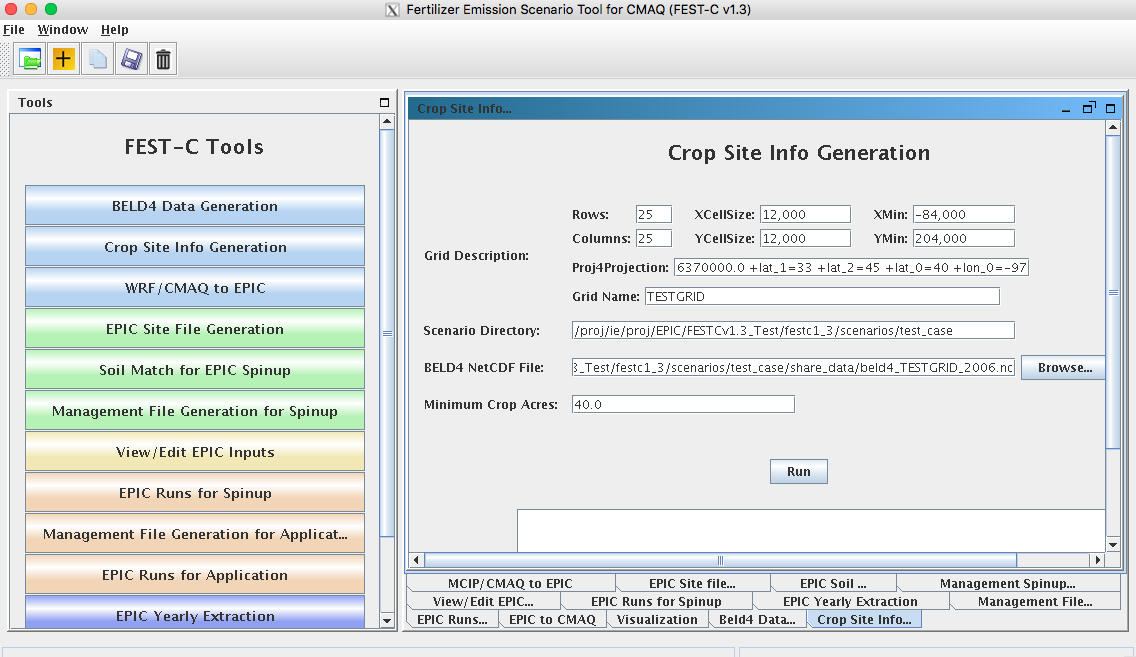 Fertilizer Emission Scenario Tool for CMAQ (FEST-C v1.3)
File Window Help
Tools
FEST-C Tools
BELD4 Data Generation
Crop Site Info Generation
WRF/CMAQ to EPIC
EPIC Site File Generation
Soil Match for EPIC Spinup
Management File Generation for Spinup
View/Edit EPIC Inputs
EPIC Runs for Spinup
Management File Generation for Applicat...
EPIC Runs for Application
EPIC Yearly Extraction
Crop Site Info...
Crop Site Info Generation
Grid Description:
Rows: 25 XCellSize: 12,000 XMin: -84,000
Columns: 25 YCellSize: 12,000 YMin: 204,000
Proj4Projection: 6370000.0 +lat_1=33 +lat_2=45 +lat_0=40 +lon_0=-97
Grid Name: TESTGRID
Scenario Directory: /proj/ie/proj/EPIC/FESTCv1.3_Test/festc1_3/scenarios/test_case
BELD4 NetCDF File: 3_Test/festc1_3/scenarios/test_case/share_data/beld4_TESTGRID_2006.nc Browse...
Minimum Crop Acres: 40.0
Run
MCIP/CMAQ to EPIC EPIC Site file... EPIC Soil ... Management Spinup...
View/Edit EPIC... EPIC Runs for Spinup EPIC Yearly Extraction Management File...
EPIC Runs... EPIC to CMAQ Visualization Beld4 Data... Crop Site Info...